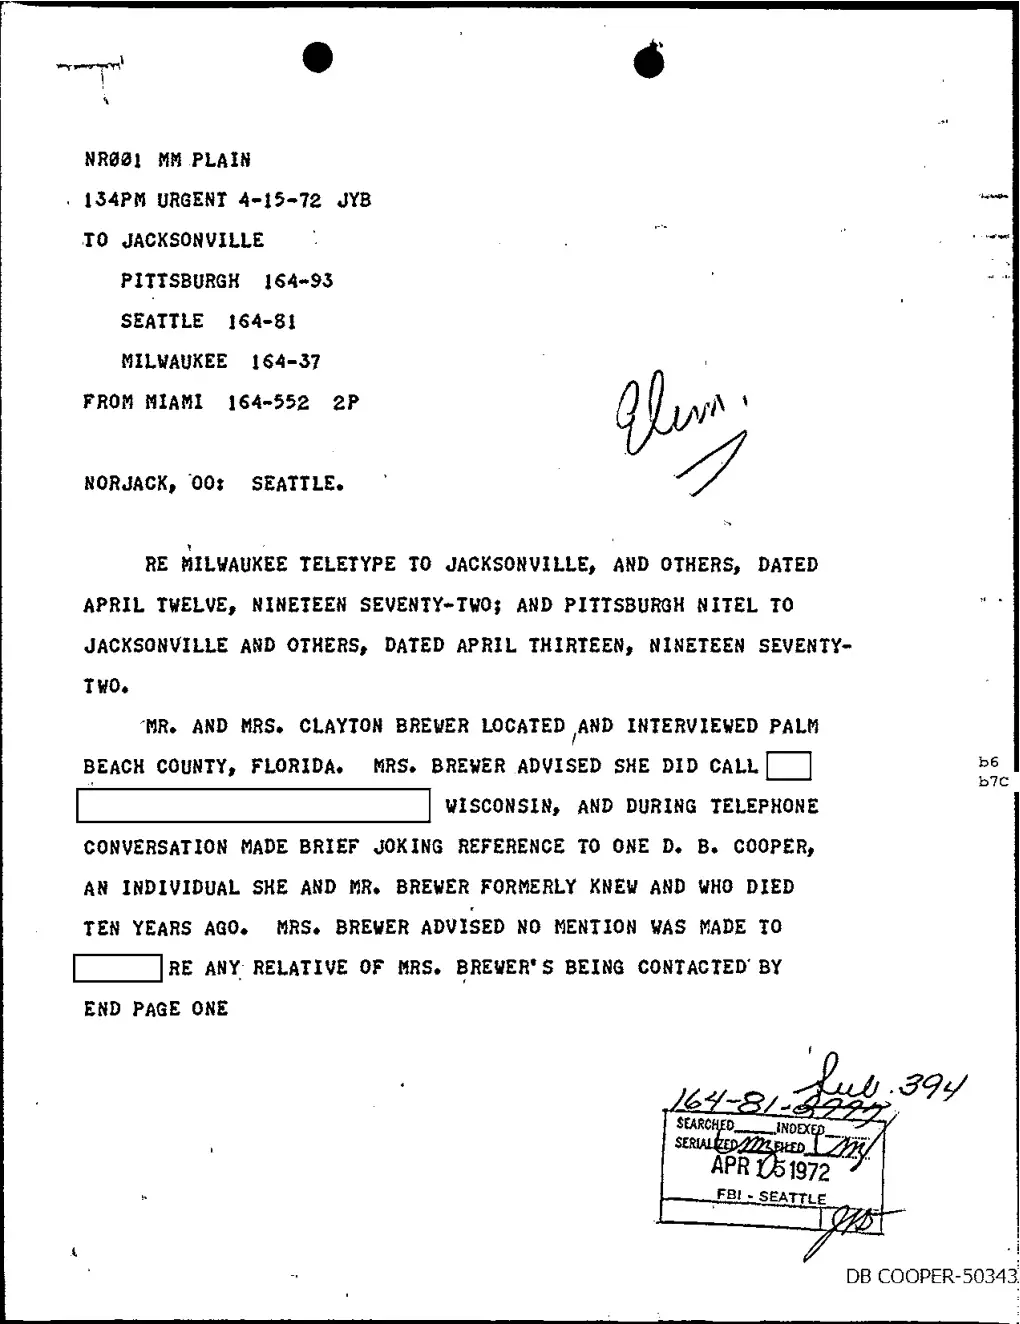 NR001 MM PLAIN
134PM URGENT 4-15-72 JYB
TO JACKSONVILLE
PITTSBURGH 164-93
SEATTLE 164-81
MILWAUKEE 164-37
FROM MIAMI 164-552 2P
Elim.
NORJACK, OO: SEATTLE.
RE MILWAUKEE TELETYPE TO JACKSONVILLE, AND OTHERS, DATED
APRIL TWELVE, NINETEEN SEVENTY-TWO; AND PITTSBURGH NITEL TO
JACKSONVILLE AND OTHERS, DATED APRIL THIRTEEN, NINETEEN SEVENTY-
TWO.
MR. AND MRS. CLAYTON BREWER LOCATED AND INTERVIEWED PALM
BEACH COUNTY, FLORIDA. MRS. BREWER ADVISED SHE DID CALL
b6
b7C
WISCONSIN, AND DURING TELEPHONE
CONVERSATION MADE BRIEF JOKING REFERENCE TO ONE D. B. COOPER,
AN INDIVIDUAL SHE AND MR. BREWER FORMERLY KNEW AND WHO DIED
TEN YEARS AGO. MRS. BREWER ADVISED NO MENTION WAS MADE TO
RE ANY RELATIVE OF MRS. BREWER'S BEING CONTACTED BY
END PAGE ONE
Sub. 394
164-81-
SEARCHED INDEXED
SERIALIZED FILED
APR 15 1972
FBI - SEATTLE
DB COOPER-50343